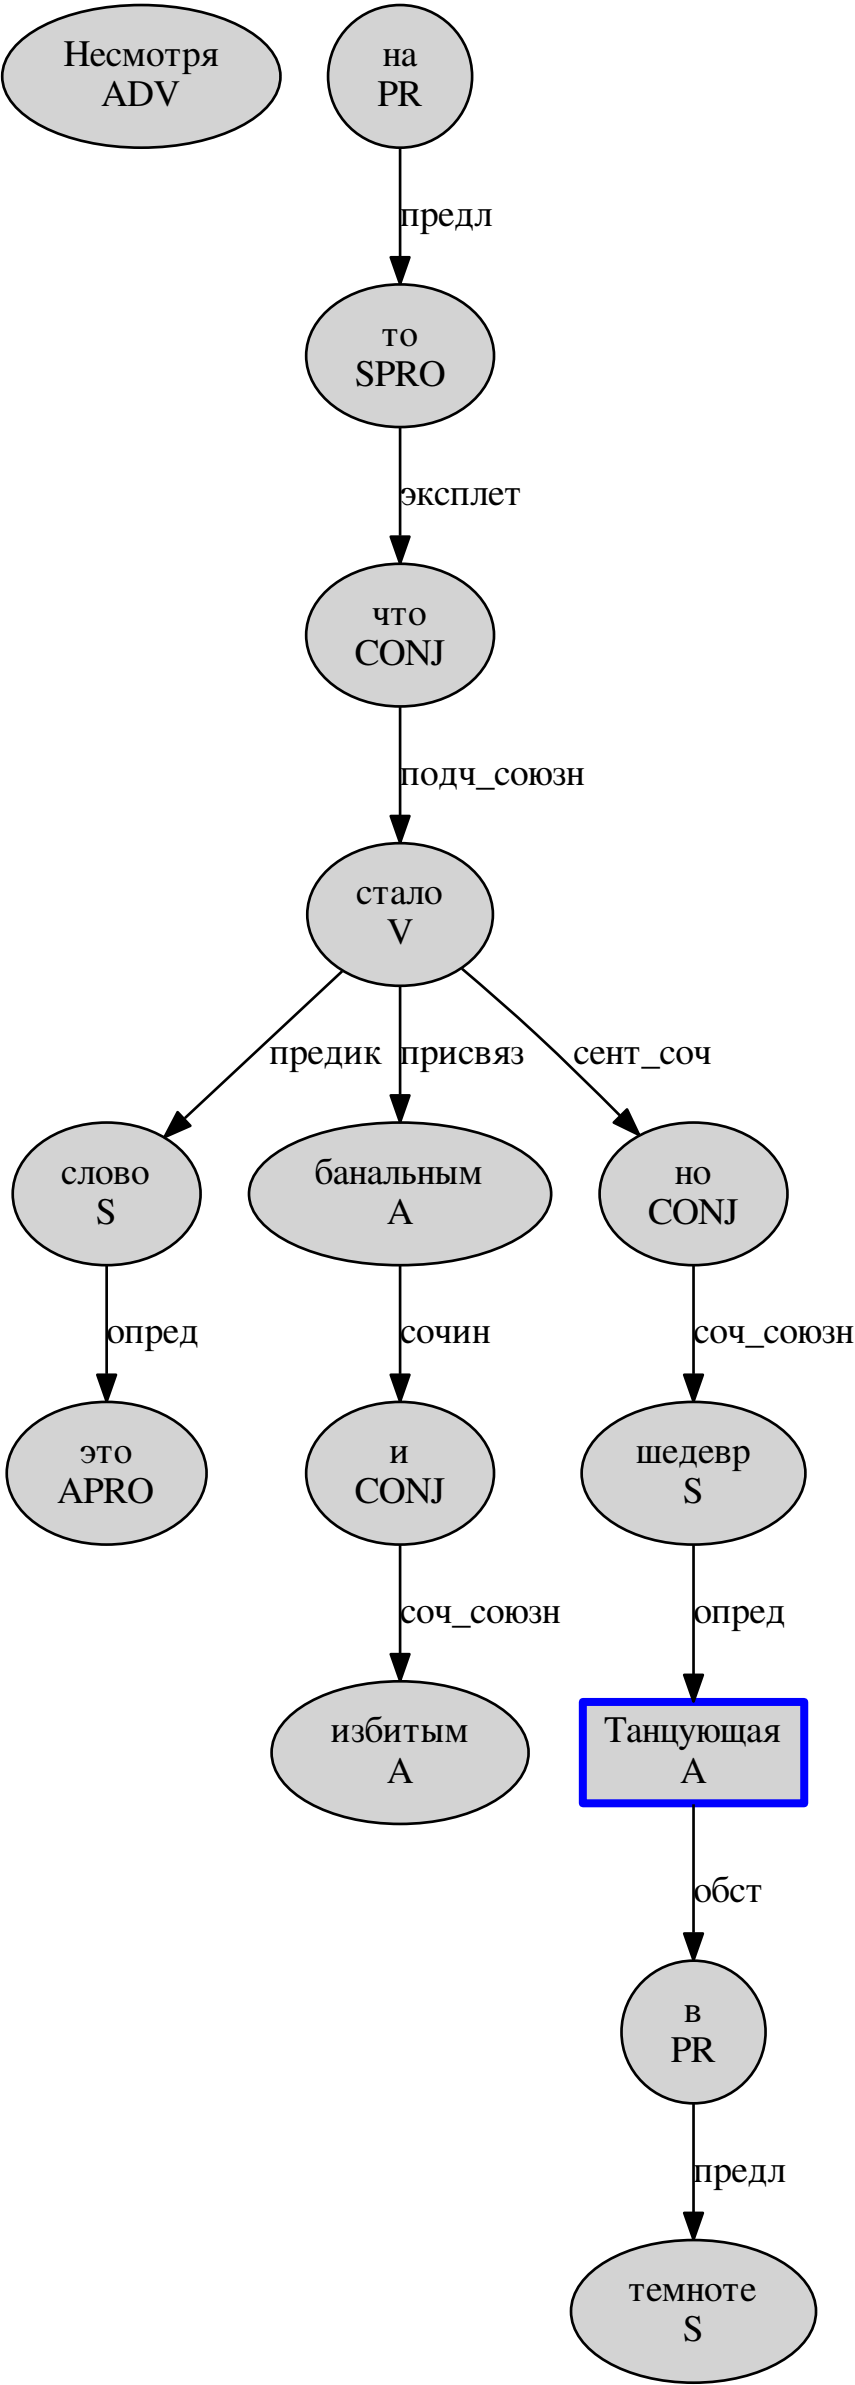 Несмотря
ADV
на
PR
предл
то
SPRO
эксплет
что
CONJ
подч_союзн
стало
V
предик
присвяз
сент_соч
слово
S
банальным
A
но
CONJ
опред
сочин
соч_союзн
это
APRO
и
CONJ
шедевр
S
соч_союзн
опред
избитым
A
Танцующая
A
обст
в
PR
предл
темноте
S